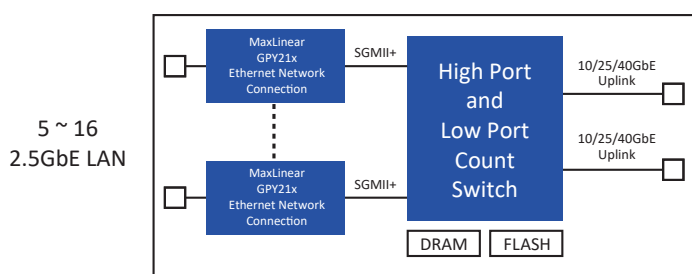 5 ~ 16
2.5GbE LAN
MaxLinear
GPY21x
Ethernet Network
Connection
SGMII+
MaxLinear
GPY21x
Ethernet Network
Connection
SGMII+
High Port
and
Low Port
Count
Switch
10/25/40GbE
Uplink
10/25/40GbE
Uplink
DRAM
FLASH